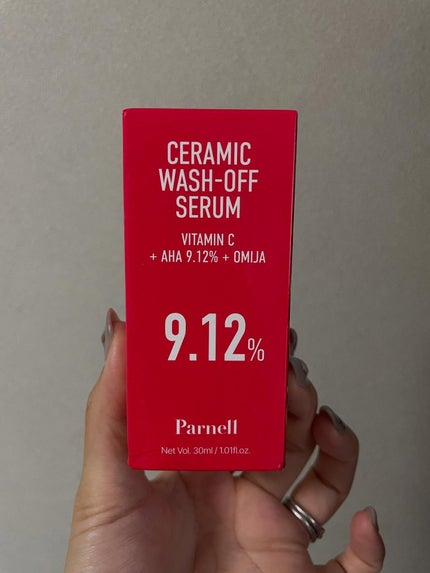 CERAMIC
WASH-OFF
SERUM
VITAMIN C
+ AHA 9.12% + OMIJA
9.12%
Parnell
Net Vol. 30ml / 1.01fl.oz.